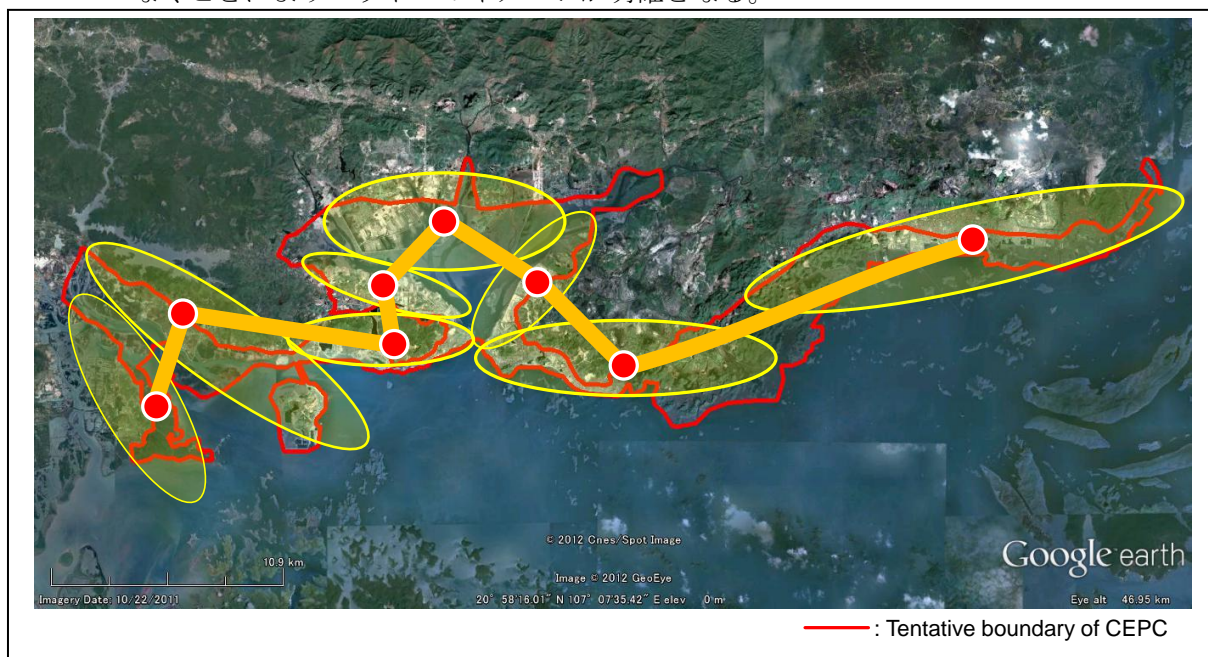 © 2012 Cnes/Spot Image
10.9 km
Image © 2012 GeoEye
Google earth
Imagery Date: 10/22/2011
20° 58'16.01" N 107° 07'35.42" E elev 0 m
Eye alt 46.95 km
: Tentative boundary of CEPC